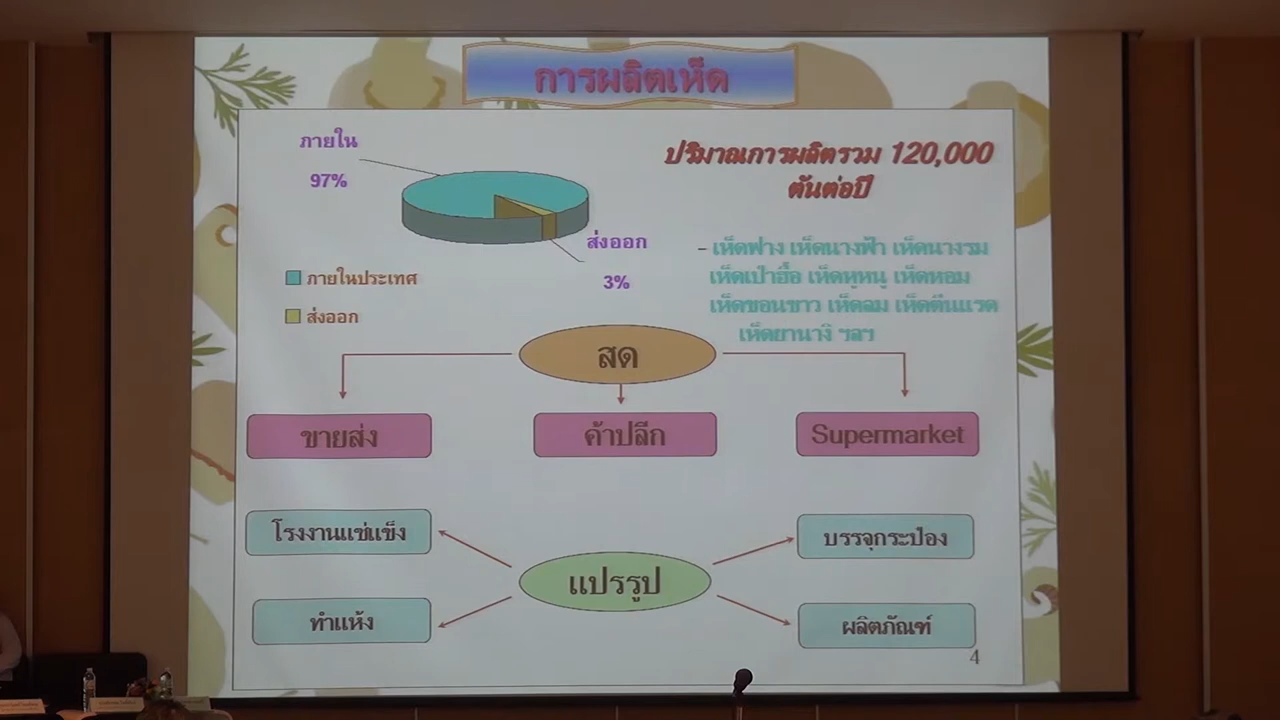 การผลิตเห็ด
ภายใน
97%
ปริมาณการผลิตรวม 120,000
ตันต่อปี
ส่งออก
3%
ภายในประเทศ
ส่งออก
- เห็ดฟาง เห็ดนางฟ้า เห็ดนางรม
เห็ดเป๋าฮื้อ เห็ดหูหนู เห็ดหอม
เห็ดขอนขาว เห็ดลม เห็ดตีนแรด
เห็ดยานางิ ฯลฯ
สด
ขายส่ง
ค้าปลีก
Supermarket
โรงงานแช่แข็ง
บรรจุกระป๋อง
แปรรูป
ทำแห้ง
ผลิตภัณฑ์
4